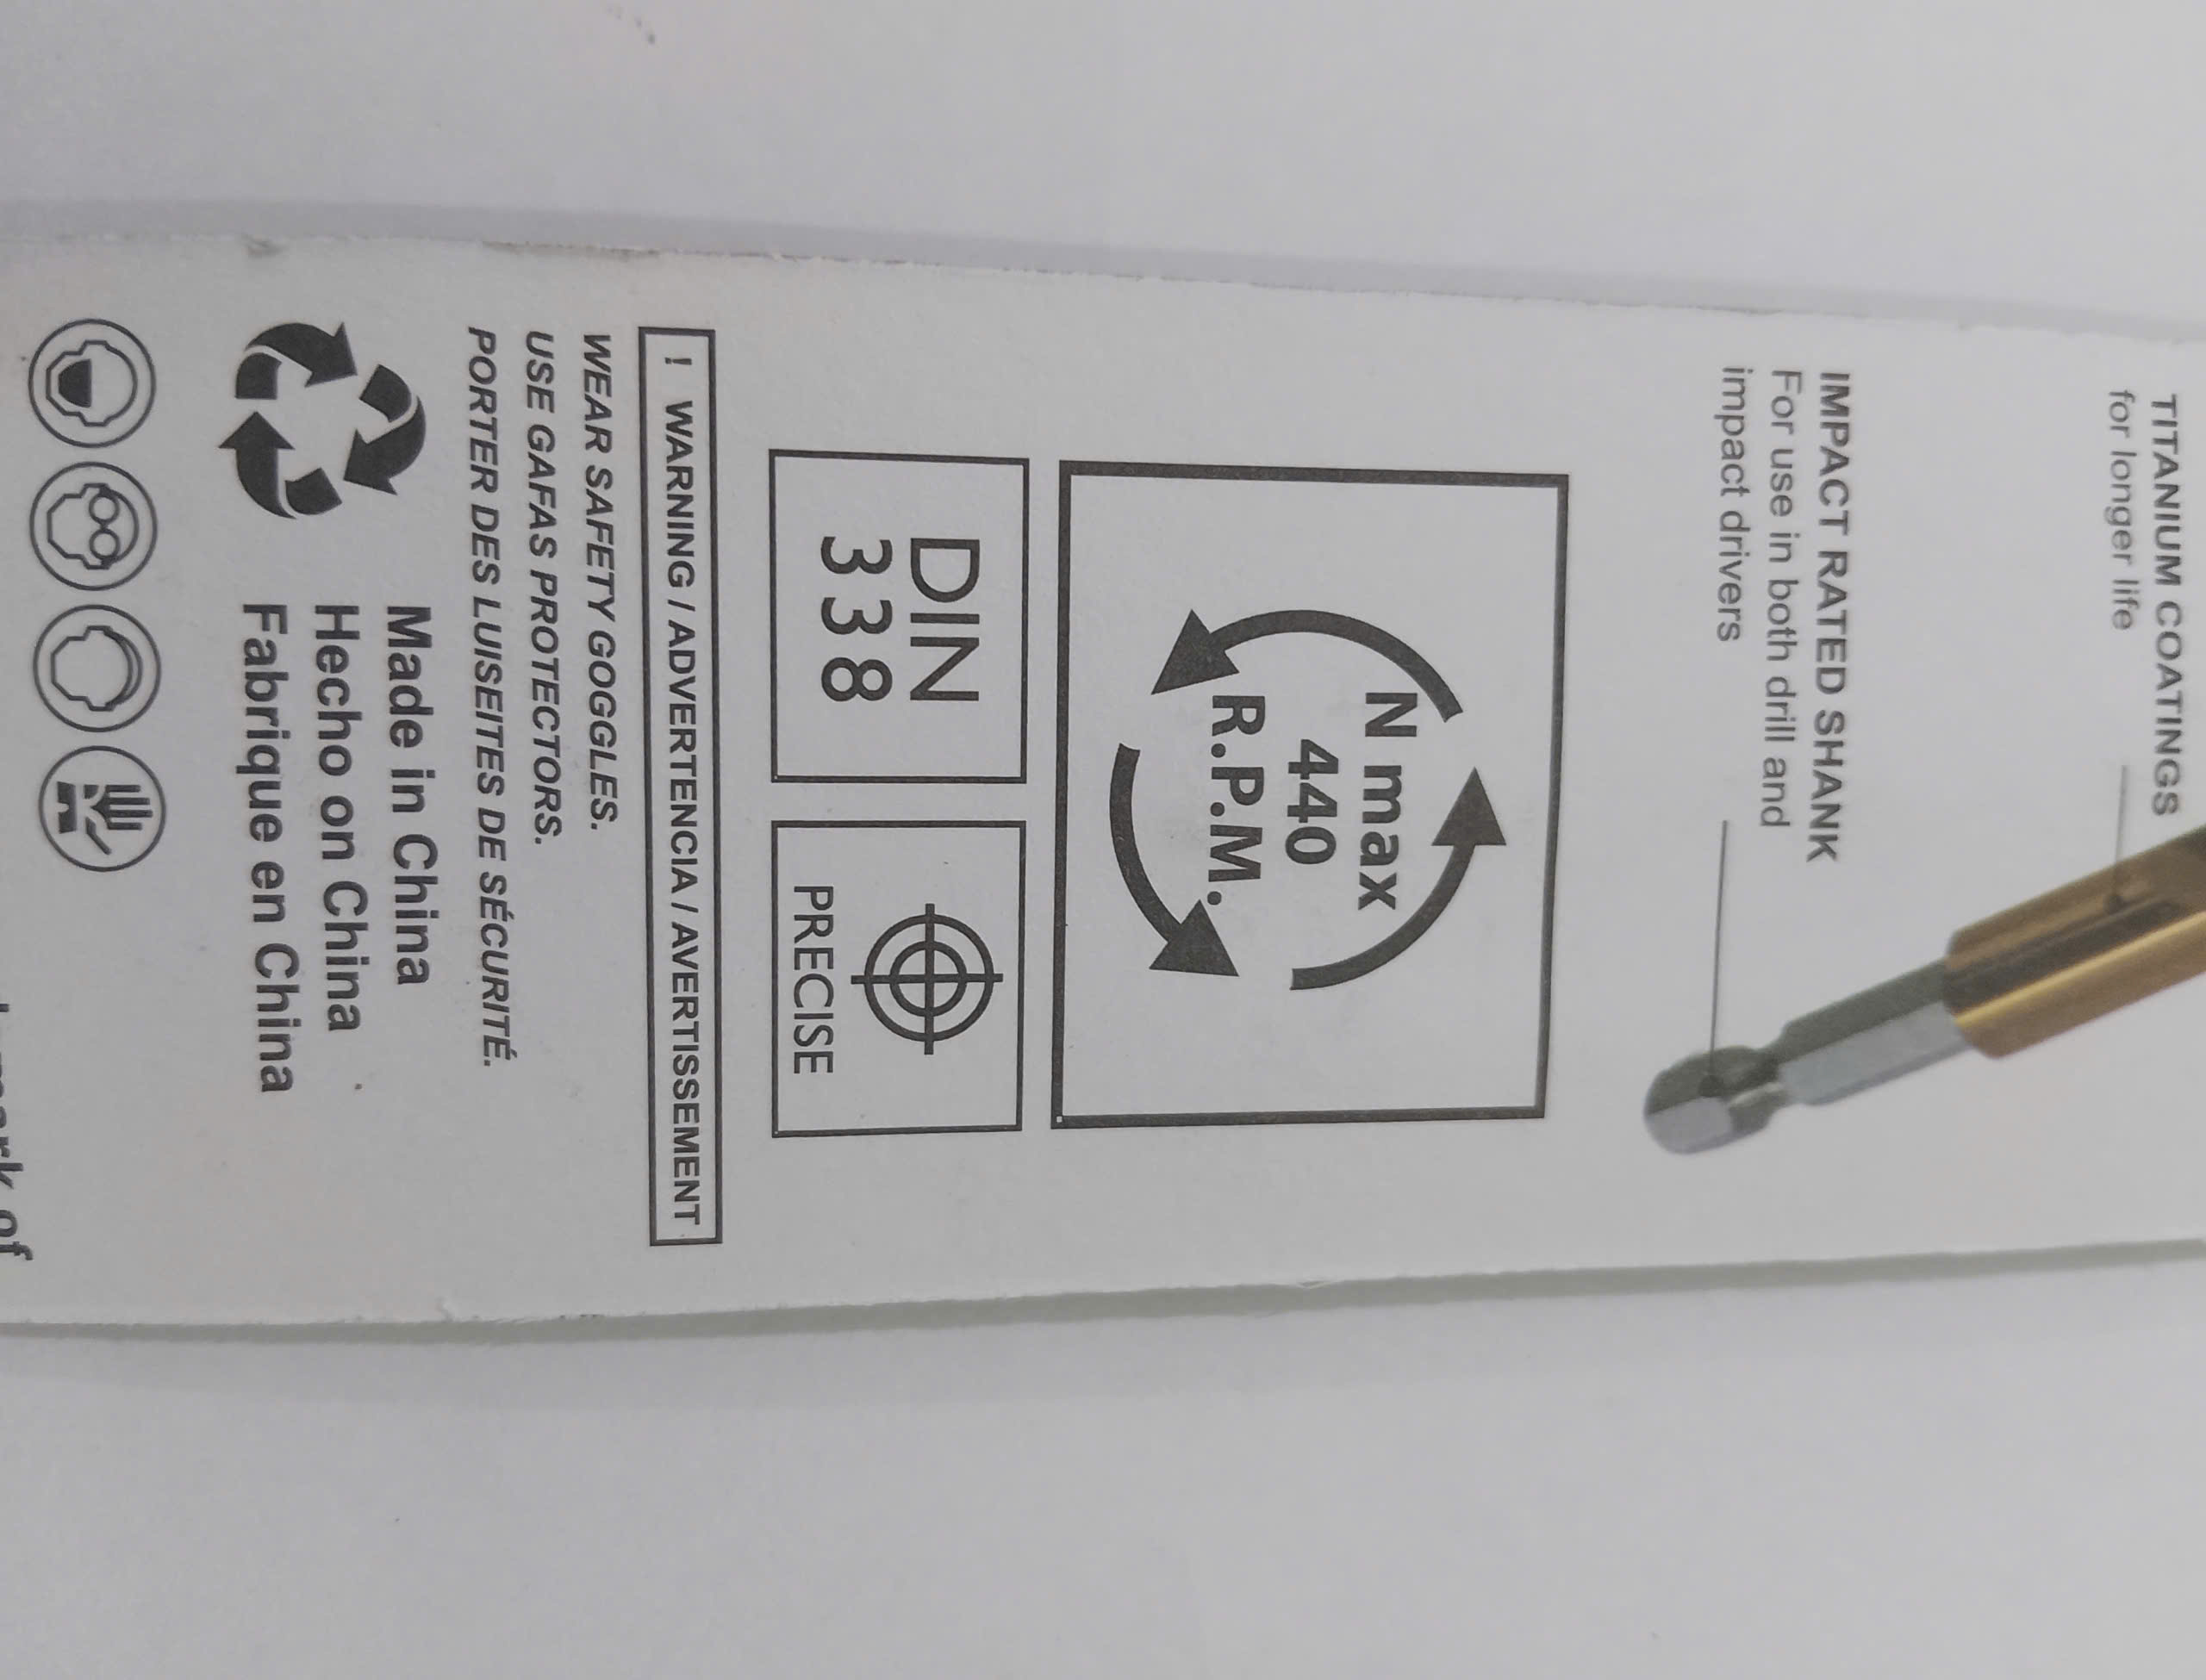 TITANIUM COATINGS
for longer life
IMPACT RATED SHANK
For use in both drill and
impact drivers
N max
440
R.P.M.
DIN
338
PRECISE
! WARNING / ADVERTENCIA / AVERTISSEMENT
WEAR SAFETY GOGGLES.
USE GAFAS PROTECTORS.
PORTER DES LUISEITES DE SÉCURITÉ.
Made in China
Hecho on China
Fabrique en China
of